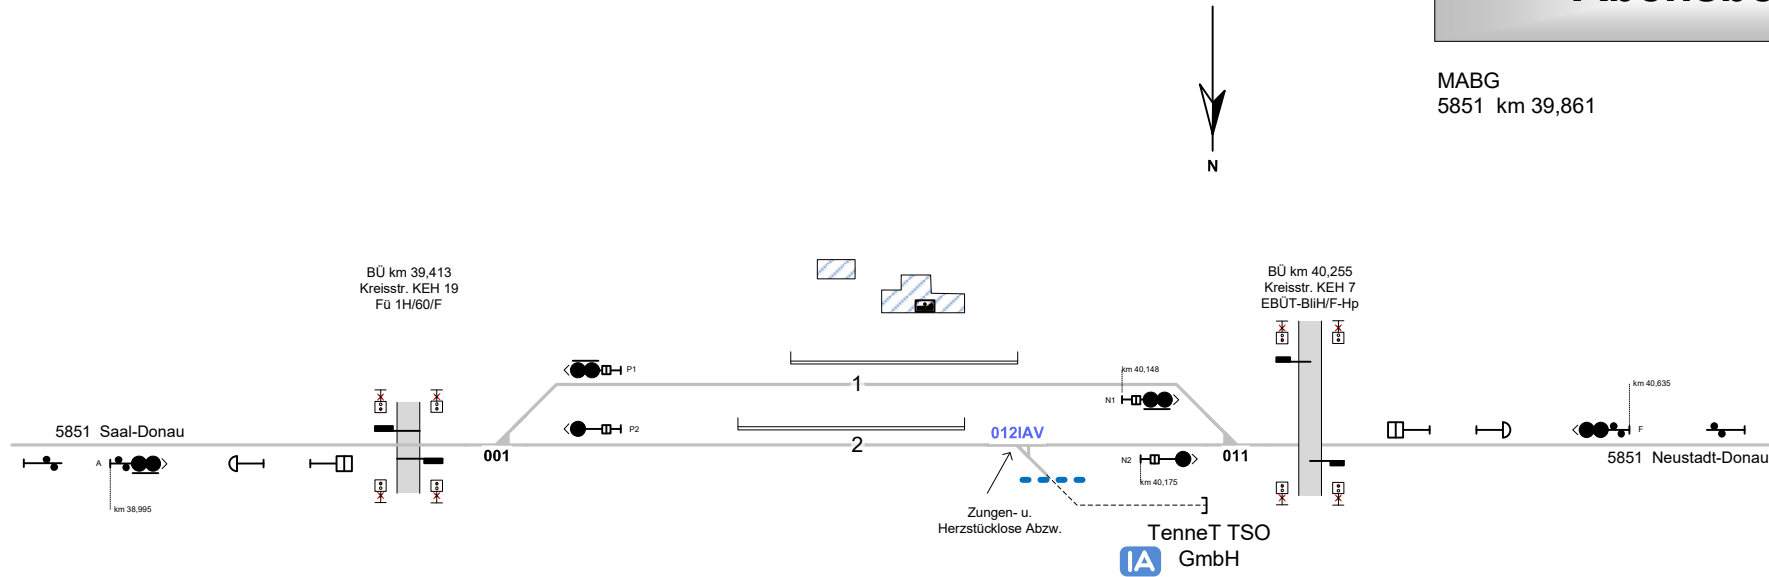 MABG
5851 km 39,861
N
BÜ km 39,413
Kreisstr. KEH 19
Fü 1H/60/F
BÜ km 40,255
Kreisstr. KEH 7
EBÜT-BliH/F-Hp
P1
1
km 40,148
N1
km 40,635
5851 Saal-Donau
P2
2
012IAV
F
001
011
5851 Neustadt-Donau
A
N2
km 38,995
km 40,175
Zungen- u.
Herzstücklose Abzw.
TenneT TSO
GmbH
IA